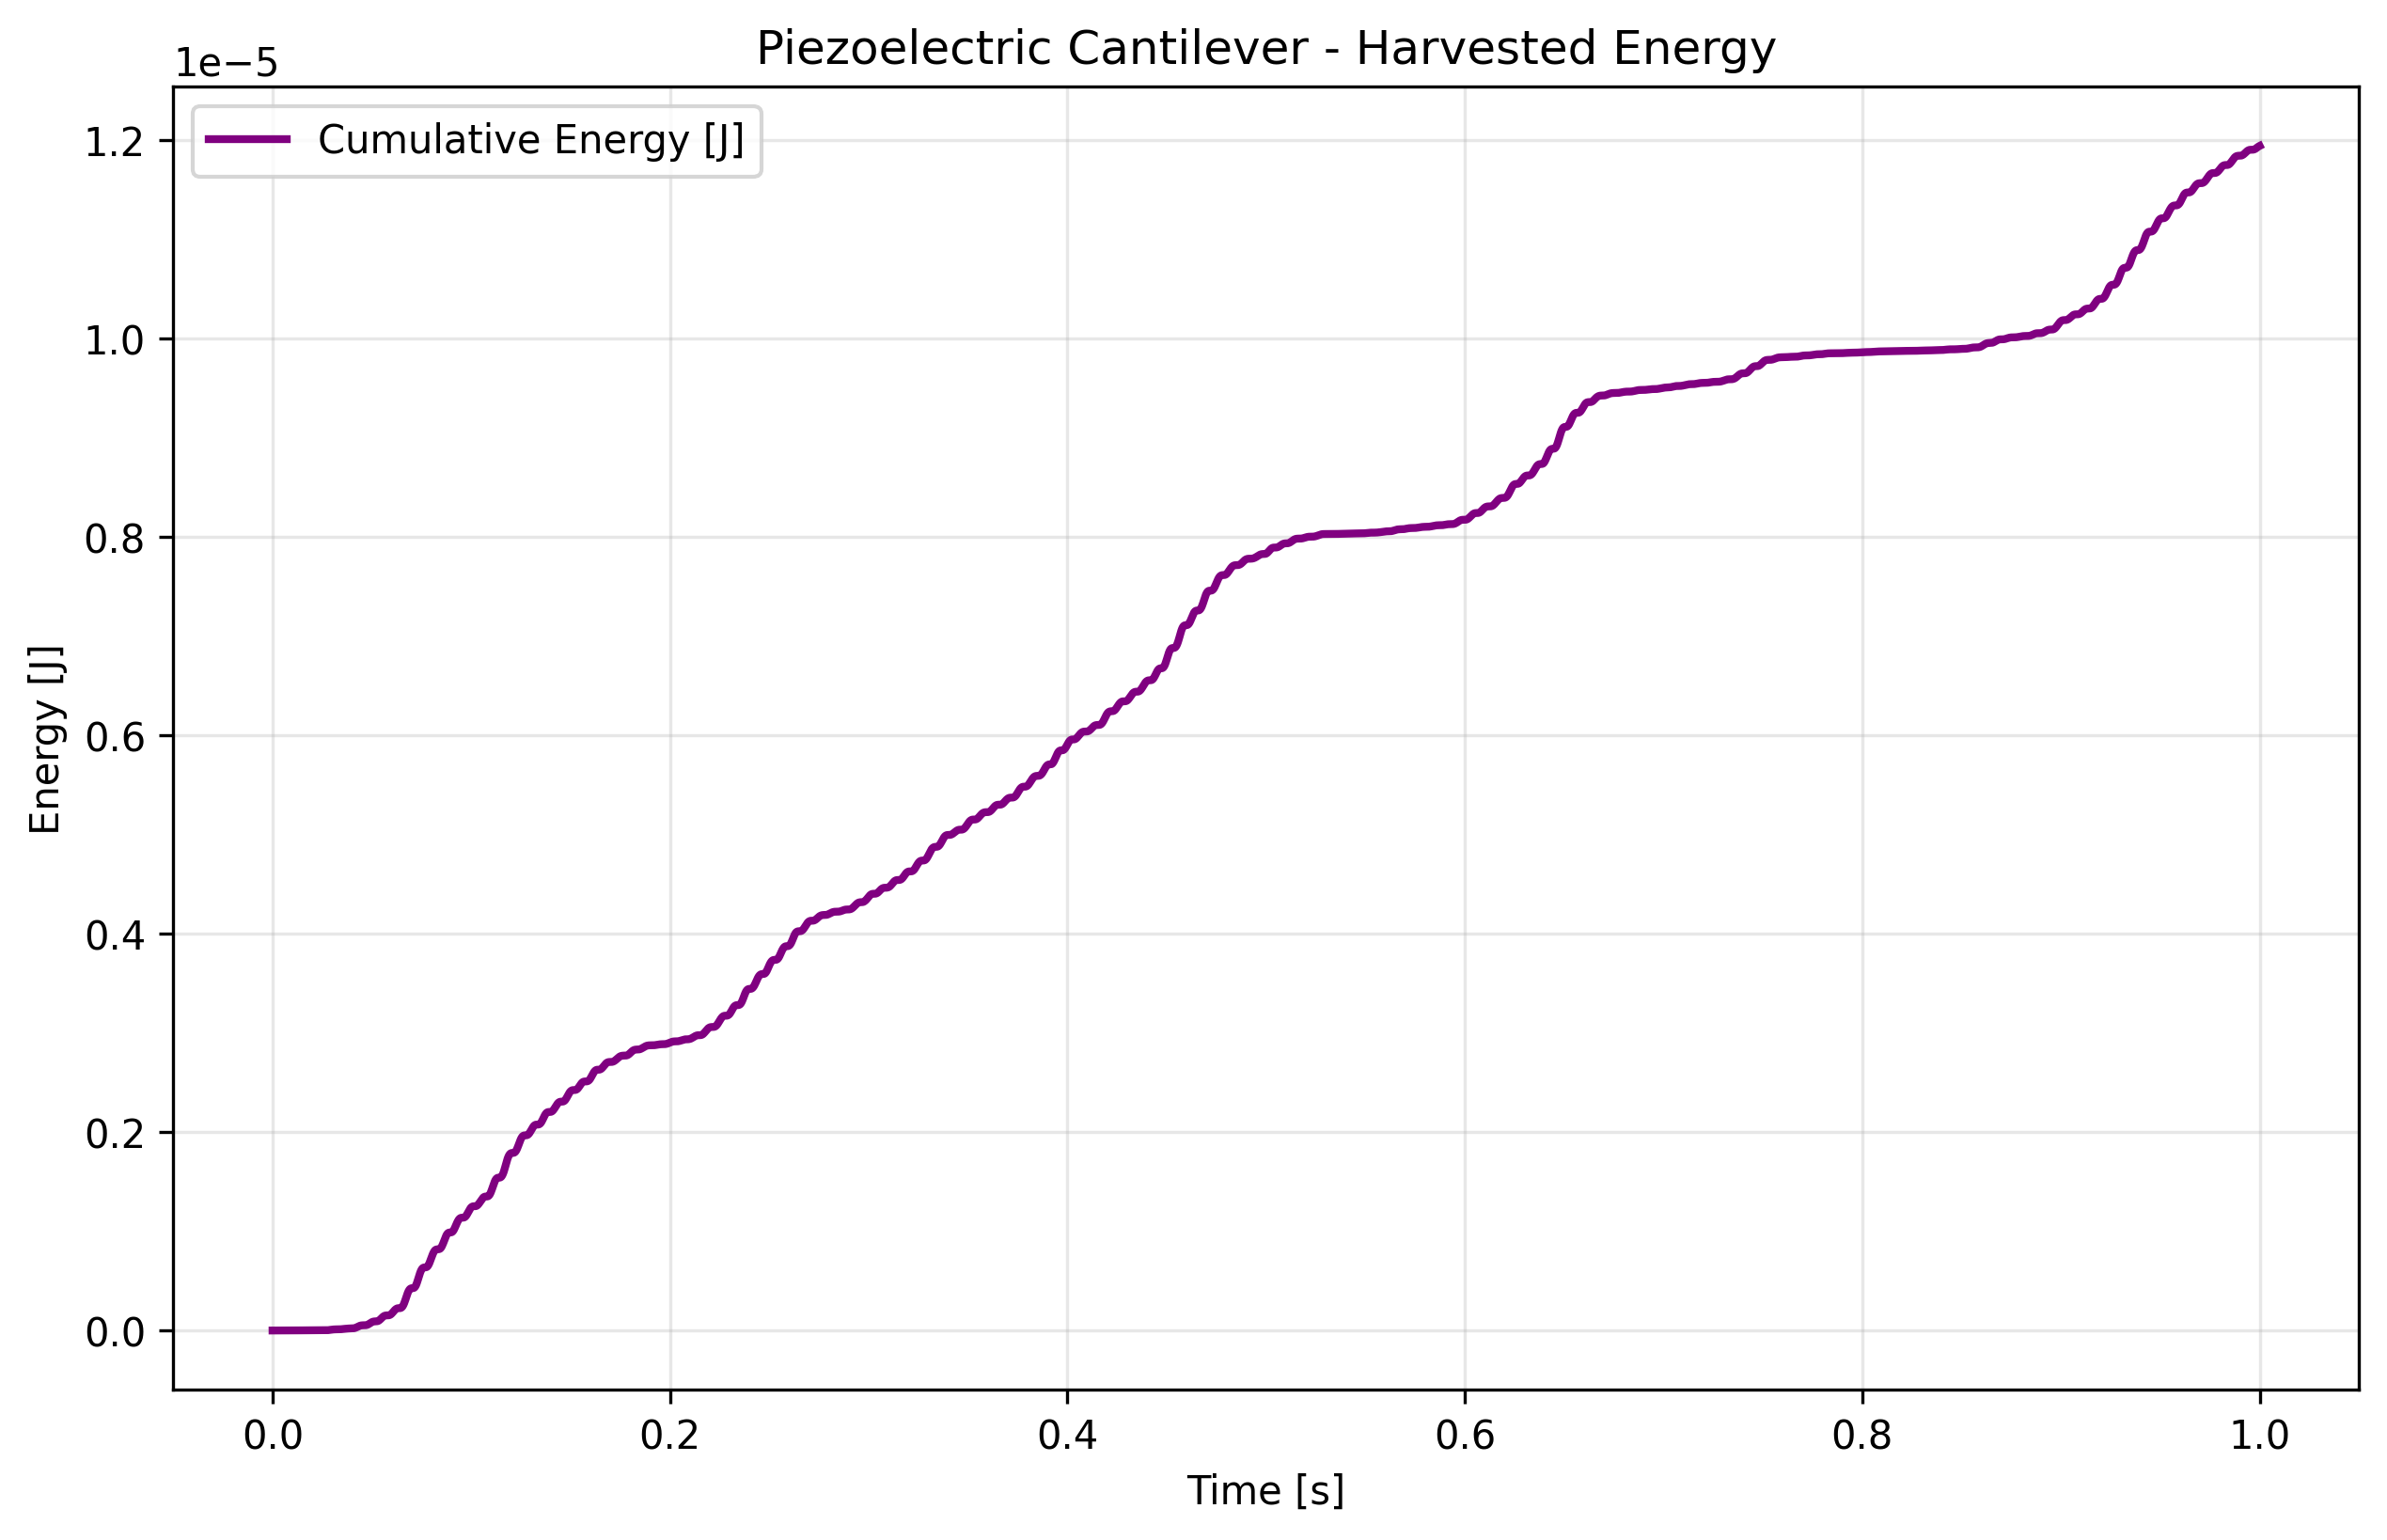 Piezoelectric Cantilever - Harvested Energy
1e−5
Cumulative Energy [J]
1.2
1.0
0.8
0.6
0.4
0.2
0.0
Energy [J]
0.0 0.2 0.4 0.6 0.8 1.0
Time [s]